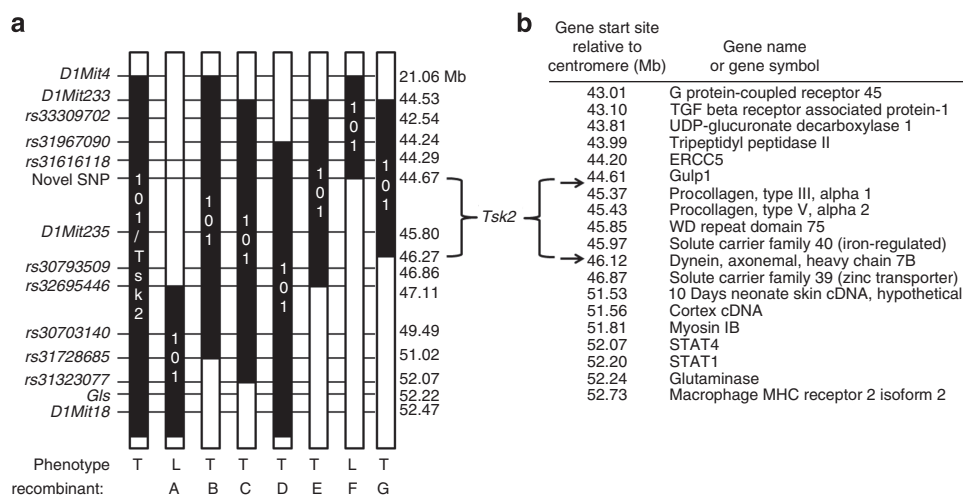 a
D1Mit4
D1Mit233
rs33309702
rs31967090
rs31616118
Novel SNP
D1Mit235
rs30793509
rs32695446
rs30703140
rs31728685
rs31323077
Gls
D1Mit18
101/Tsk2
101
101
101
101
101
101
101
21.06 Mb
44.53
42.54
44.24
44.29
44.67
45.80
46.27
46.86
47.11
49.49
51.02
52.07
52.22
52.47
Phenotype T L T T T T L T
recombinant: A B C D E F G
Tsk2
b
Gene start site relative to centromere (Mb)
Gene name or gene symbol
43.01 G protein-coupled receptor 45
43.10 TGF beta receptor associated protein-1
43.81 UDP-glucuronate decarboxylase 1
43.99 Tripeptidyl peptidase II
44.20 ERCC5
44.61 Gulp1
45.37 Procollagen, type III, alpha 1
45.43 Procollagen, type V, alpha 2
45.85 WD repeat domain 75
45.97 Solute carrier family 40 (iron-regulated)
46.12 Dynein, axonemal, heavy chain 7B
46.87 Solute carrier family 39 (zinc transporter)
51.53 10 Days neonate skin cDNA, hypothetical
51.56 Cortex cDNA
51.81 Myosin IB
52.07 STAT4
52.20 STAT1
52.24 Glutaminase
52.73 Macrophage MHC receptor 2 isoform 2